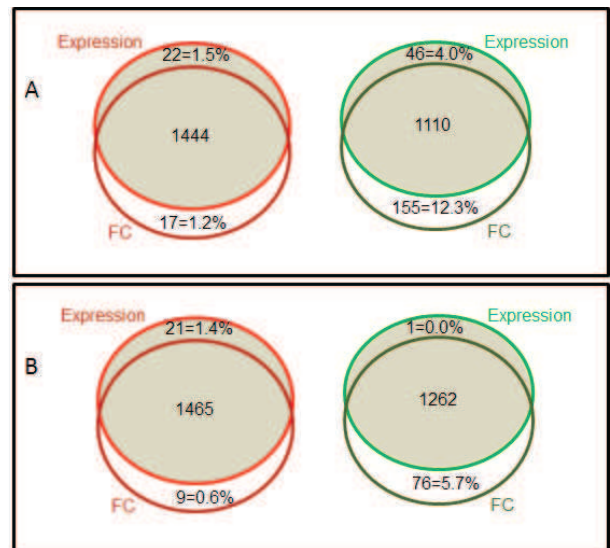 Expression
22=1.5%
Expression
46=4.0%
A
1444
1110
17=1.2%
FC
155=12.3%
FC
Expression
21=1.4%
1=0.0%
Expression
B
1465
1262
9=0.6%
FC
76=5.7%
FC